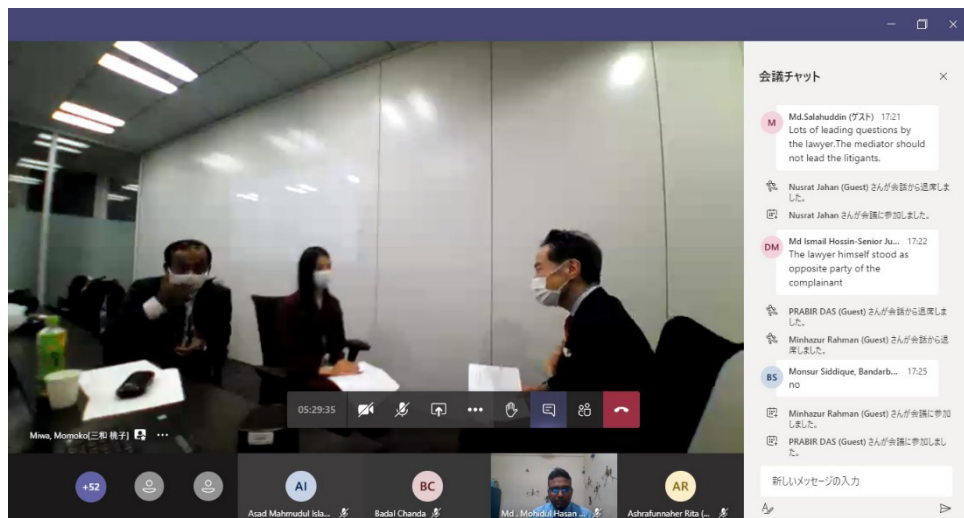 会議チャット
M
Md.Salahuddin (ゲスト) 17:21
Lots of leading questions by
the lawyer.The mediator should
not lead the litigants.
Nusrat Jahan (Guest) さんが会話から退席しま
した。
Nusrat Jahan さんが会議に参加しました。
DM
Md Ismail Hossin-Senior Ju... 17:22
The lawyer himself stood as
opposite party of the
complainant
PRABIR DAS (Guest) さんが会話から退席しま
した。
Minhazur Rahman (Guest) さんが会話から退
席しました。
BS
Monsur Siddique, Bandarb... 17:25
no
Minhazur Rahman (Guest) さんが会議に参加
しました。
PRABIR DAS (Guest) さんが会議に参加しまし
た。
新しいメッセージの入力
05:29:35
Miwa, Momoko[三和 桃子]
+52
AI
Asad Mahmudul Isla...
BC
Badal Chanda
Md . Mohidul Hasan ...
AR
Ashrafunnaher Rita (...